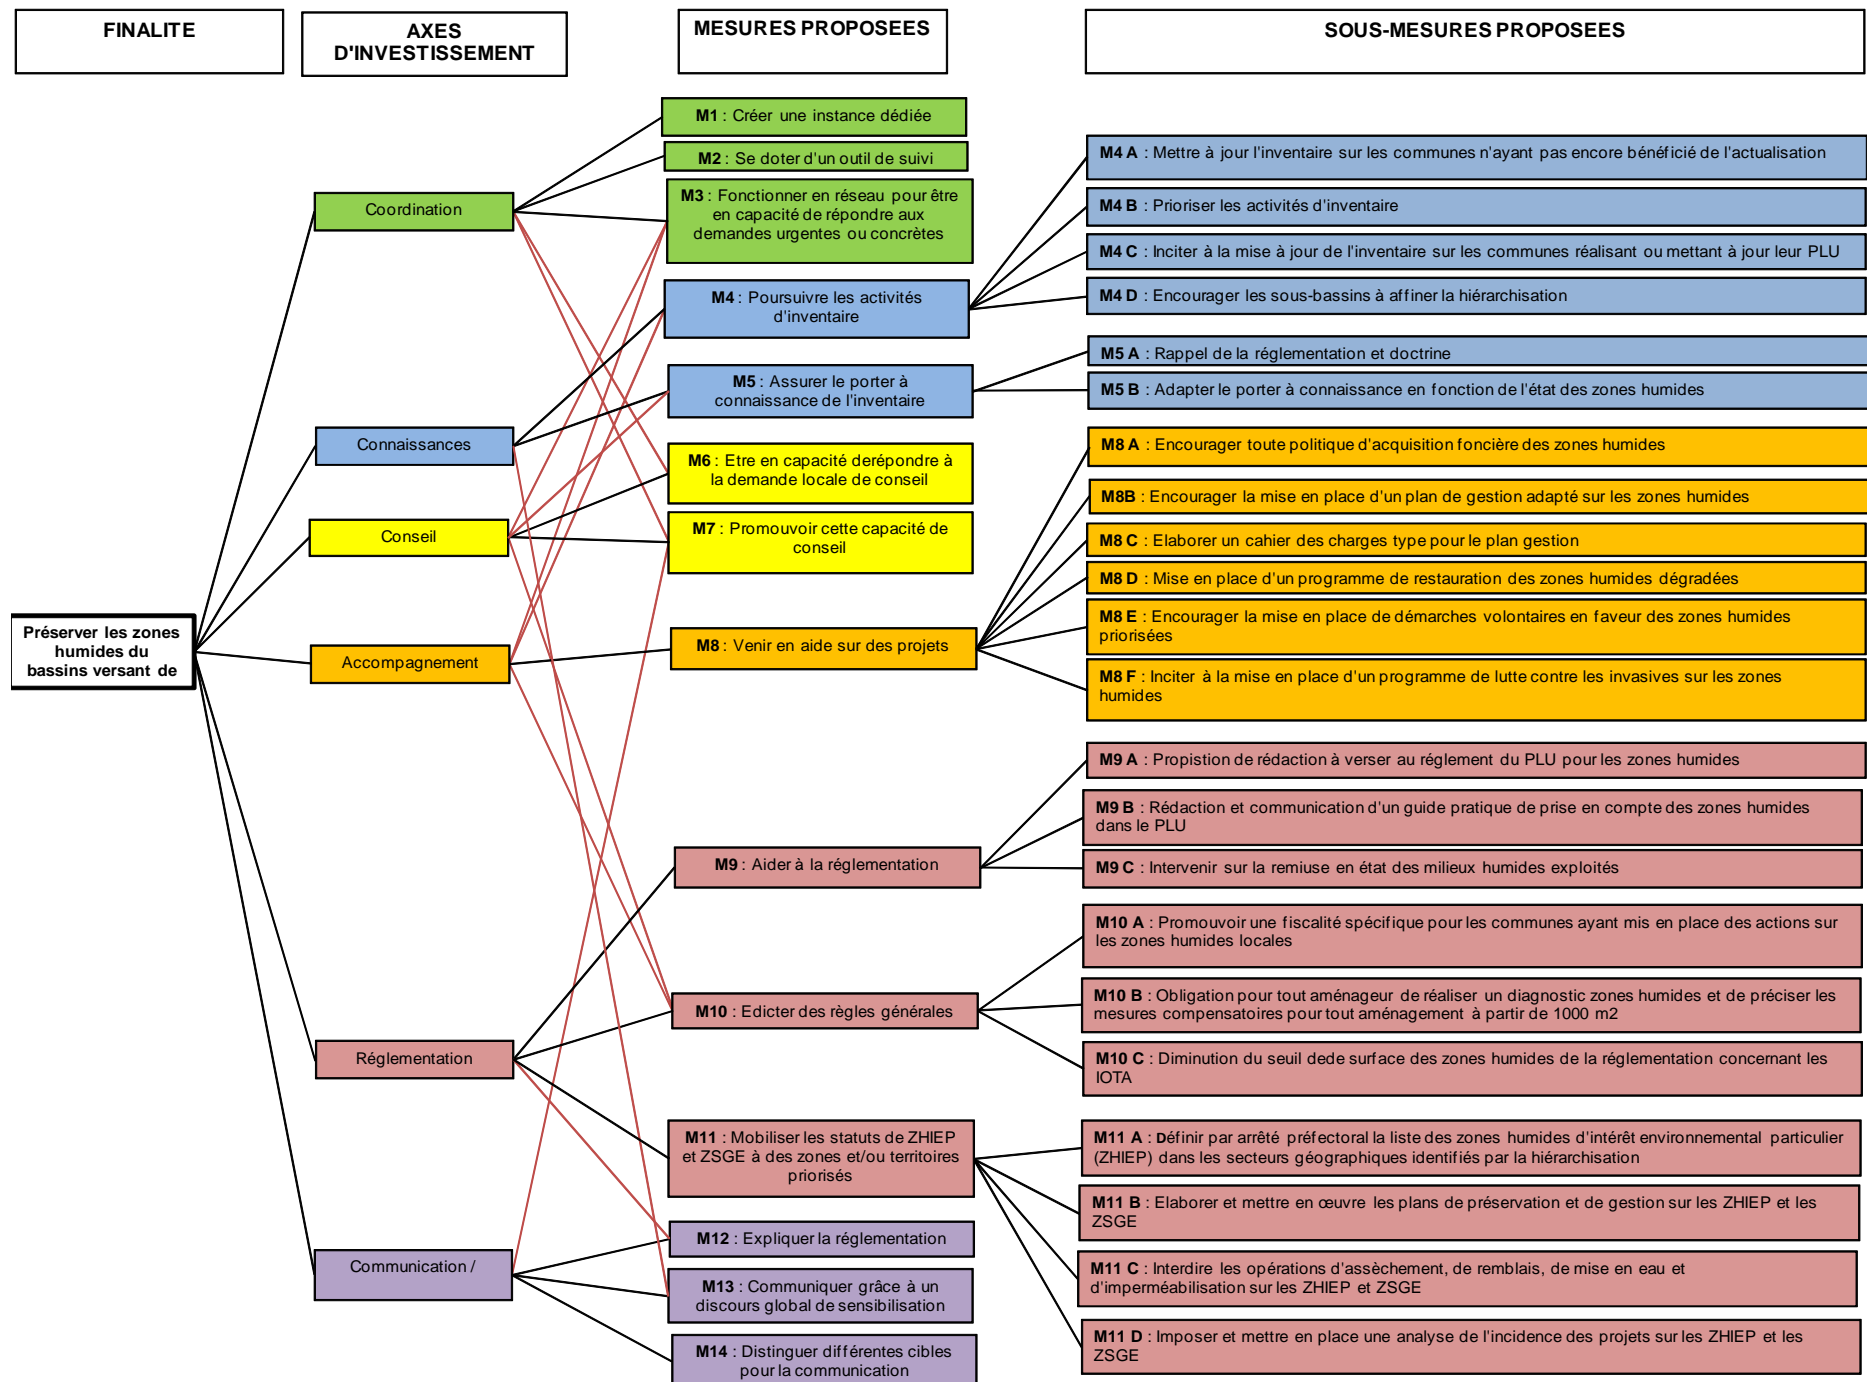 FINALITE
AXES
D'INVESTISSEMENT
MESURES PROPOSEES
SOUS-MESURES PROPOSEES
Préserver les zones
humides du
bassins versant de
Coordination
Connaissances
Conseil
Accompagnement
Réglementation
Communication /
M1 : Créer une instance dédiée
M2 : Se doter d'un outil de suivi
M3 : Fonctionner en réseau pour être
en capacité de répondre aux
demandes urgentes ou concrètes
M4 : Poursuivre les activités
d'inventaire
M5 : Assurer le porter à
connaissance de l'inventaire
M6 : Etre en capacité derépondre à
la demande locale de conseil
M7 : Promouvoir cette capacité de
conseil
M8 : Venir en aide sur des projets
M9 : Aider à la réglementation
M10 : Edicter des règles générales
M11 : Mobiliser les statuts de ZHIEP
et ZSGE à des zones et/ou territoires
priorisés
M12 : Expliquer la réglementation
M13 : Communiquer grâce à un
discours global de sensibilisation
M14 : Distinguer différentes cibles
pour la communication
M4 A : Mettre à jour l'inventaire sur les communes n'ayant pas encore bénéficié de l'actualisation
M4 B : Prioriser les activités d'inventaire
M4 C : Inciter à la mise à jour de l'inventaire sur les communes réalisant ou mettant à jour leur PLU
M4 D : Encourager les sous-bassins à affiner la hiérarchisation
M5 A : Rappel de la réglementation et doctrine
M5 B : Adapter le porter à connaissance en fonction de l'état des zones humides
M8 A : Encourager toute politique d'acquisition foncière des zones humides
M8B : Encourager la mise en place d'un plan de gestion adapté sur les zones humides
M8 C : Elaborer un cahier des charges type pour le plan gestion
M8 D : Mise en place d'un programme de restauration des zones humides dégradées
M8 E : Encourager la mise en place de démarches volontaires en faveur des zones humides
priorisées
M8 F : Inciter à la mise en place d'un programme de lutte contre les invasives sur les zones
humides
M9 A : Propistion de rédaction à verser au réglement du PLU pour les zones humides
M9 B : Rédaction et communication d'un guide pratique de prise en compte des zones humides
dans le PLU
M9 C : Intervenir sur la remiuse en état des milieux humides exploités
M10 A : Promouvoir une fiscalité spécifique pour les communes ayant mis en place des actions sur
les zones humides locales
M10 B : Obligation pour tout aménageur de réaliser un diagnostic zones humides et de préciser les
mesures compensatoires pour tout aménagement à partir de 1000 m2
M10 C : Diminution du seuil dede surface des zones humides de la réglementation concernant les
IOTA
M11 A : Définir par arrêté préfectoral la liste des zones humides d'intérêt environnemental particulier
(ZHIEP) dans les secteurs géographiques identifiés par la hiérarchisation
M11 B : Elaborer et mettre en œuvre les plans de préservation et de gestion sur les ZHIEP et les
ZSGE
M11 C : Interdire les opérations d'assèchement, de remblais, de mise en eau et
d'imperméabilisation sur les ZHIEP et ZSGE
M11 D : Imposer et mettre en place une analyse de l'incidence des projets sur les ZHIEP et les
ZSGE